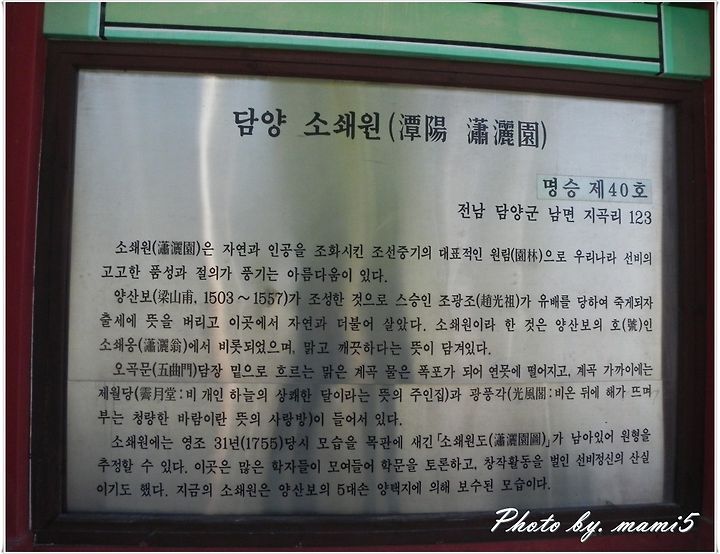 담양 소쇄원(潭陽 瀟灑園)
명승 제40호
전남 담양군 남면 지곡리 123
소쇄원(瀟灑園)은 자연과 인공을 조화시킨 조선중기의 대표적인 원림(園林)으로 우리나라 선비의
고고한 품성과 절의가 풍기는 아름다움이 있다.
양산보(梁山甫, 1503～1557)가 조성한 것으로 스승인 조광조(趙光祖)가 유배를 당하여 죽게되자
출세에 뜻을 버리고 이곳에서 자연과 더불어 살았다. 소쇄원이라 한 것은 양산보의 호(號)인
소쇄옹(瀟灑翁)에서 비롯되었으며, 맑고 깨끗하다는 뜻이 담겨있다.
오곡문(五曲門)담장 밑으로 흐르는 맑은 계곡 물은 폭포가 되어 연못에 떨어지고, 계곡 가까이에는
제월당(霽月堂:비 개인 하늘의 상쾌한 달이라는 뜻의 주인집)과 광풍각(光風閣:비온 뒤에 해가 뜨며
부는 청량한 바람이란 뜻의 사랑방)이 들어서 있다.
소쇄원에는 영조 31년(1755)당시 모습을 목판에 새긴「소쇄원도(瀟灑園圖)」가 남아있어 원형을
추정할 수 있다. 이곳은 많은 학자들이 모여들어 학문을 토론하고, 창작활동을 벌인 선비정신의 산실
이기도 했다. 지금의 소쇄원은 양산보의 5대손 양택지에 의해 보수된 모습이다.
Photo by. mami5